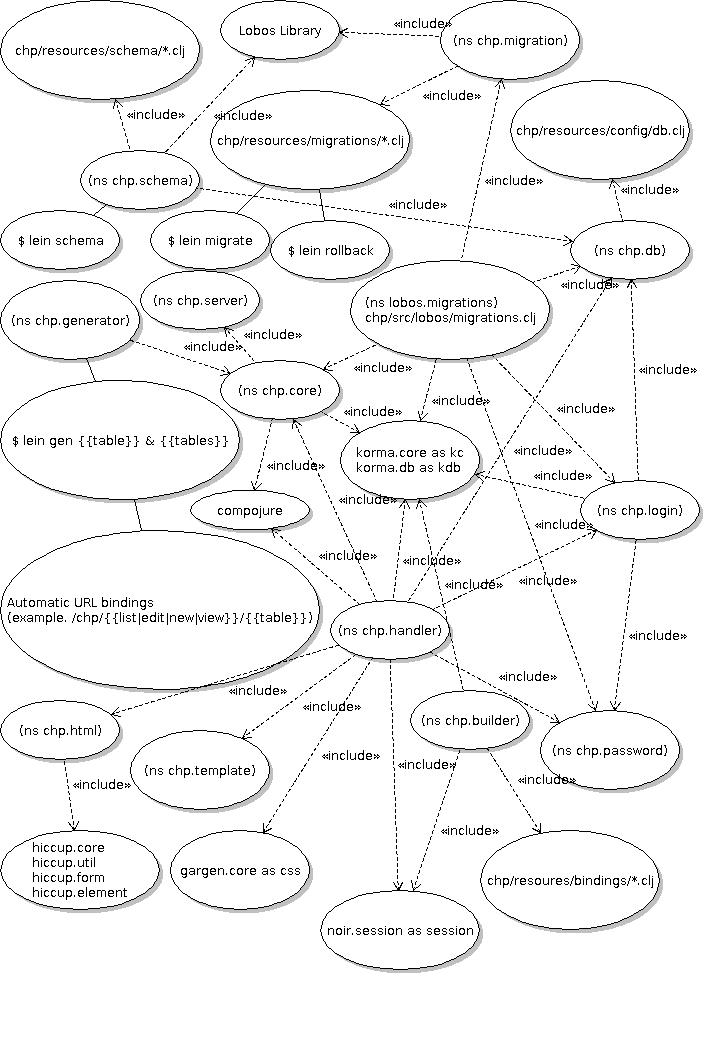 Lobos Library
«include»
(ns chp.migration)
chp/resources/schema/*.clj
«include»
«include»
«include»
chp/resources/migrations/*.clj
chp/resources/config/db.clj
(ns chp.schema)
«include»
«include»
«include»
$ lein schema
$ lein migrate
$ lein rollback
(ns chp.db)
«include»
(ns chp.server)
(ns lobos.migrations)
chp/src/lobos/migrations.clj
(ns chp.generator)
«include»
«include»
«include»
«include»
(ns chp.core)
«include»
«include»
«include»
$ lein gen {{table}} & {{tables}}
korma.core as kc
korma.db as kdb
«include»
«include»
«include»
«include»
compojure
(ns chp.login)
«include»
«include»
«include»
«include»
Automatic URL bindings
(example. /chp/{{list|edit|new|view}}/{{table}})
(ns chp.handler)
«include»
«include»
«include»
«include»
(ns chp.html)
(ns chp.builder)
(ns chp.template)
(ns chp.password)
«include»
«include»
«include»
«include»
«include»
hiccup.core
hiccup.util
hiccup.form
hiccup.element
gargen.core as css
chp/resoures/bindings/*.clj
noir.session as session